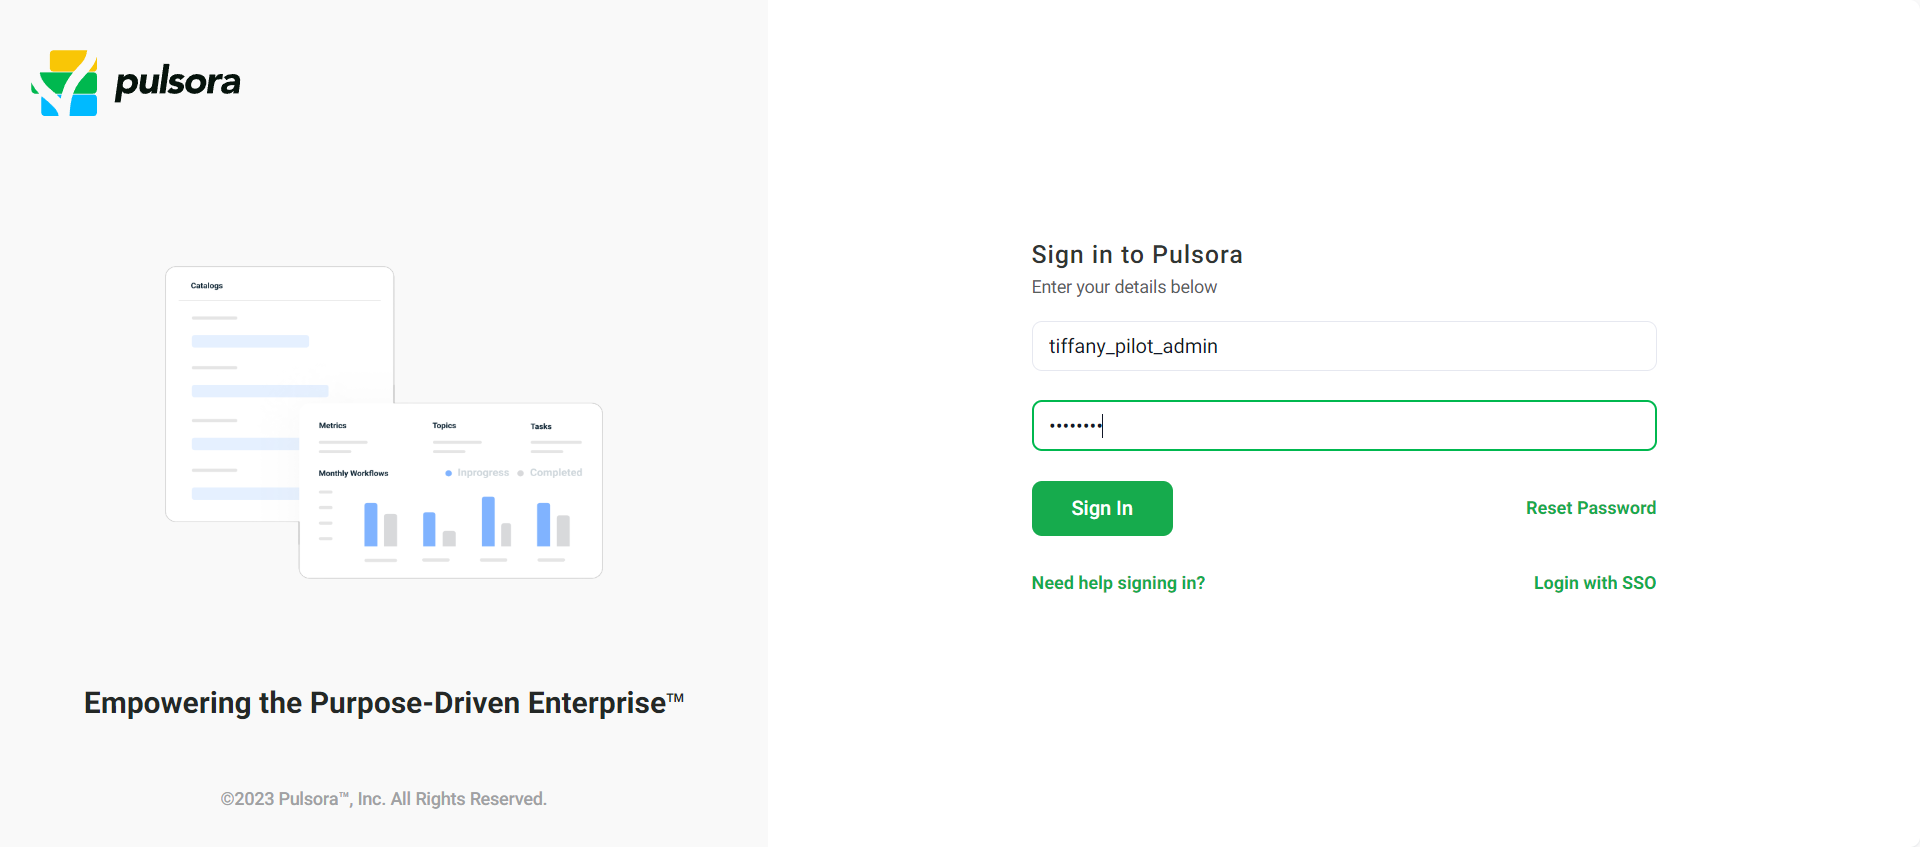 pulsora
Catalogs
Metrics
Topics
Tasks
Monthly Workflows
Inprogress
Completed
Empowering the Purpose-Driven Enterprise™
©2023 Pulsora™, Inc. All Rights Reserved.
Sign in to Pulsora
Enter your details below
tiffany_pilot_admin
••••••••
Sign In
Reset Password
Need help signing in?
Login with SSO